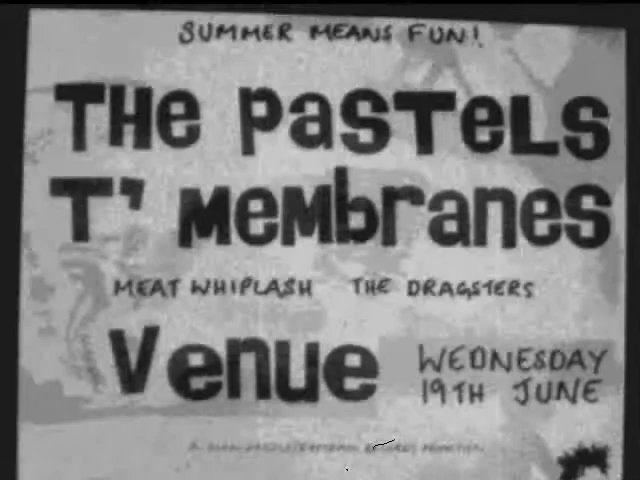 SUMMER MEANS FUN!
THE PASTELS
T' MEMBRANES
MEAT WHIPLASH THE DRAGSTERS
Venue WEDNESDAY
19TH JUNE